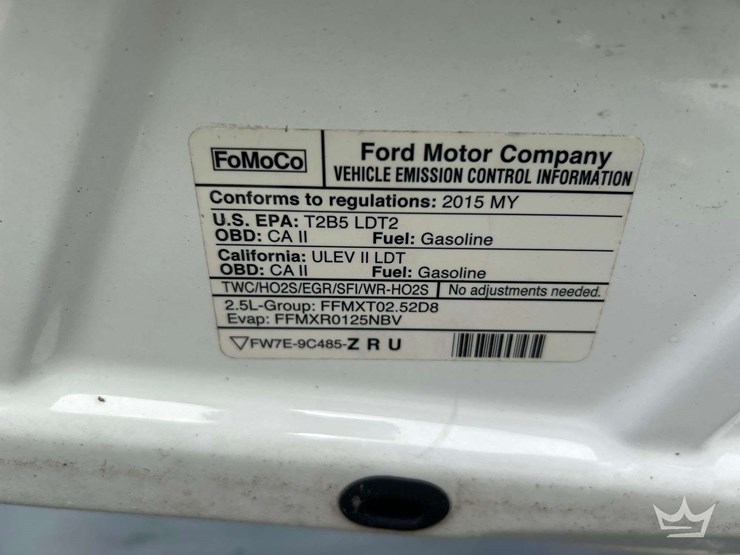 FoMoCo
Ford Motor Company
VEHICLE EMISSION CONTROL INFORMATION
Conforms to regulations: 2015 MY
U.S. EPA: T2B5 LDT2
OBD: CA II Fuel: Gasoline
California: ULEV II LDT
OBD: CA II Fuel: Gasoline
TWC/HO2S/EGR/SFI/WR-HO2S No adjustments needed.
2.5L-Group: FFMXT02.52D8
Evap: FFMXR0125NBV
FW7E-9C485-Z R U